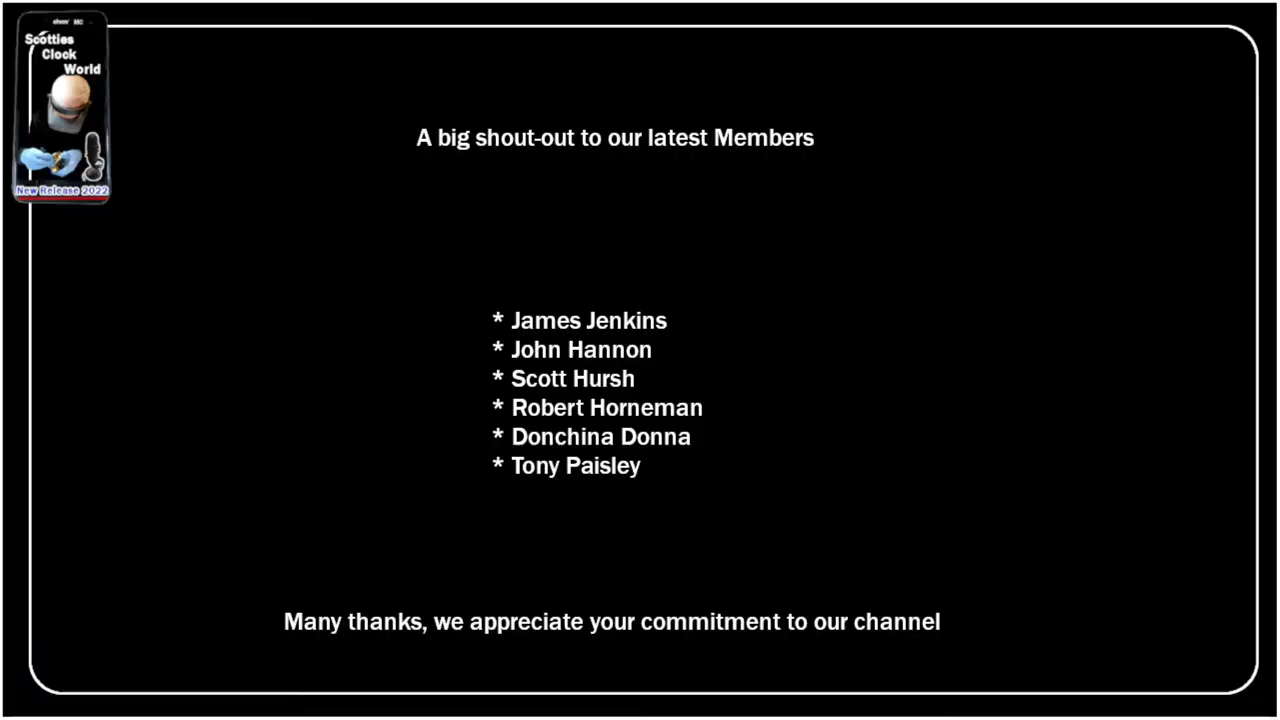 Scotties
Clock
World
New Release 2022
A big shout-out to our latest Members
* James Jenkins
* John Hannon
* Scott Hursh
* Robert Horneman
* Donchina Donna
* Tony Paisley
Many thanks, we appreciate your commitment to our channel